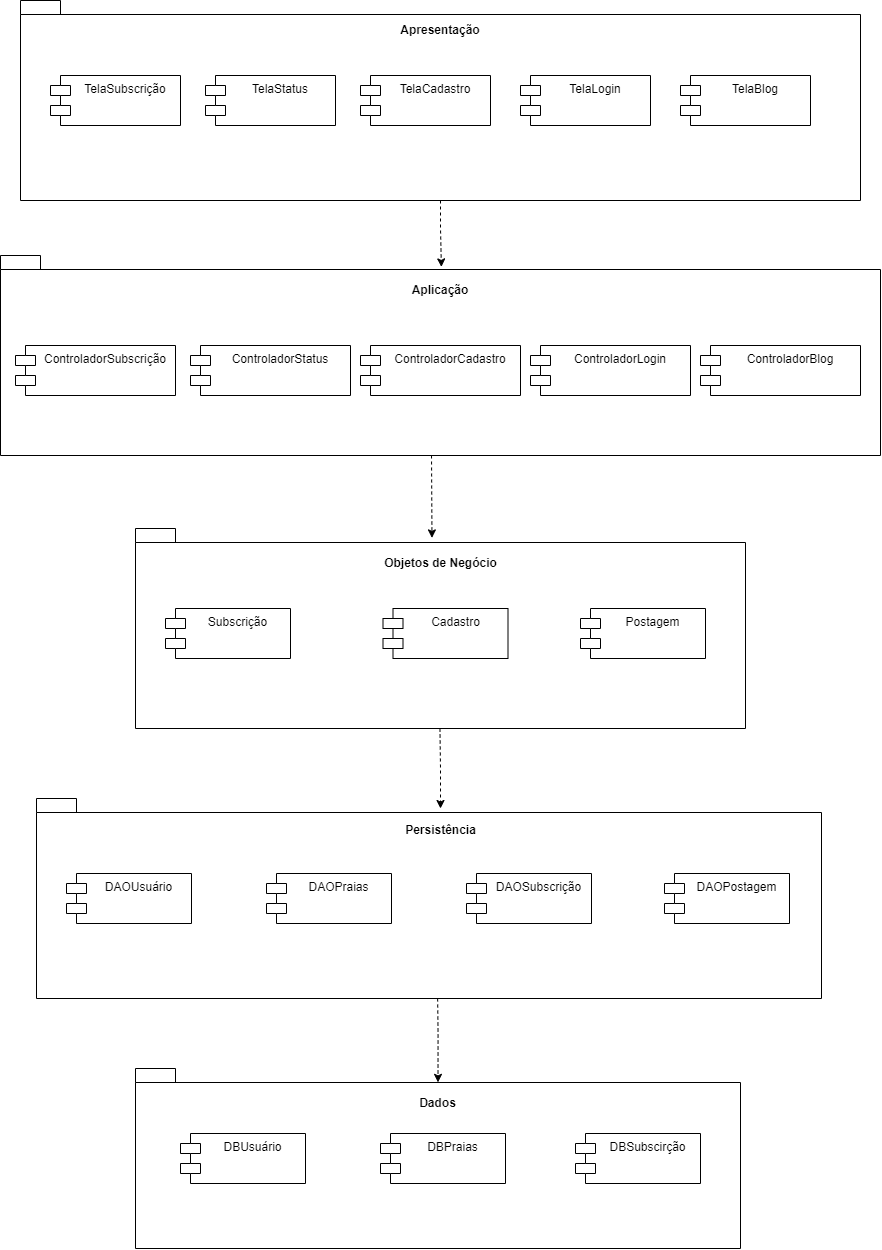 Apresentação
TelaSubscrição
TelaStatus
TelaCadastro
TelaLogin
TelaBlog
Aplicação
ControladorSubscrição
ControladorStatus
ControladorCadastro
ControladorLogin
ControladorBlog
Objetos de Negócio
Subscrição
Cadastro
Postagem
Persistência
DAOUsuário
DAOPraias
DAOSubscrição
DAOPostagem
Dados
DBUsuário
DBPraias
DBSubscirção